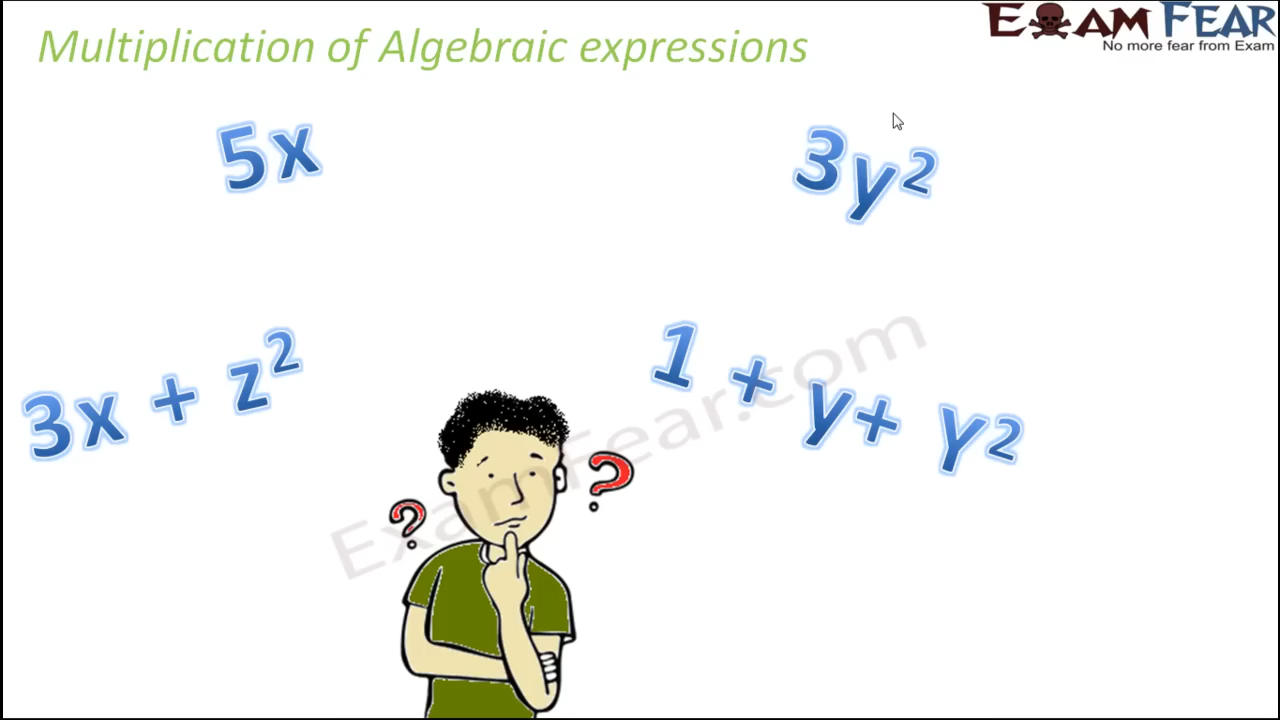 Multiplication of Algebraic expressions
EXAM FEAR
No more fear from Exam
5x
3y²
3x + z²
1 + y+ Y²
? ?
ExamFear.com